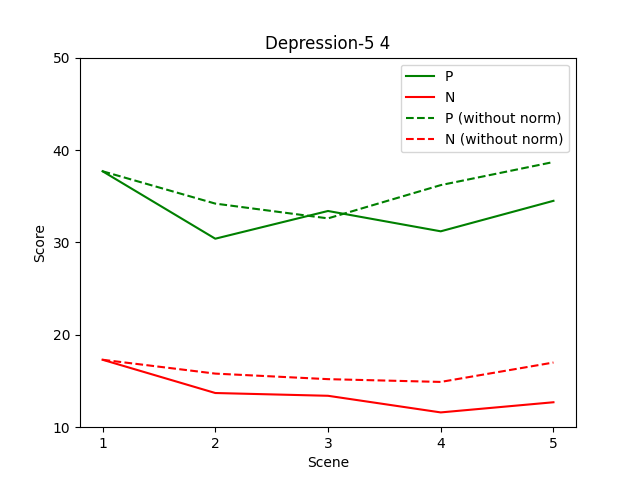 Depression-5 4
P
N
P (without norm)
N (without norm)
50
40
30
20
10
Score
1 2 3 4 5
Scene